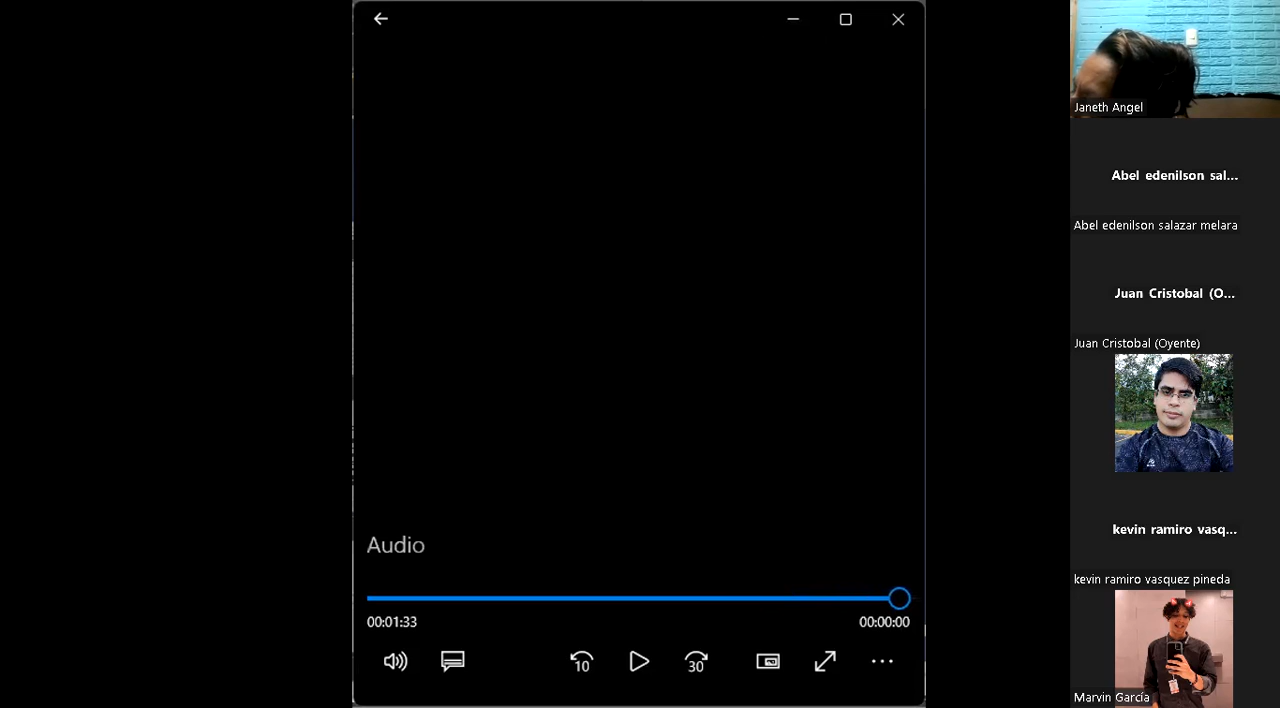 Audio
00:01:33
00:00:00
10
30
Janeth Angel
Abel edenilson sal...
Abel edenilson salazar melara
Juan Cristobal (O...
Juan Cristobal (Oyente)
kevin ramiro vasq...
kevin ramiro vasquez pineda
Marvin García